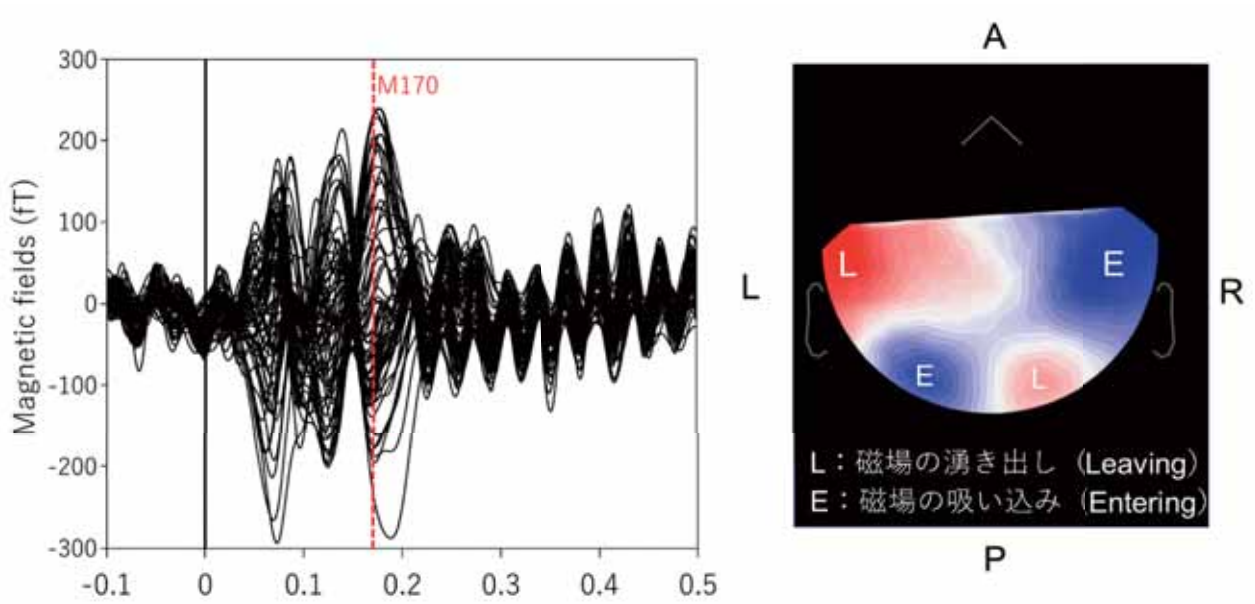 300
200
100
0
-100
-200
-300
Magnetic fields (fT)
M170
-0.1 0 0.1 0.2 0.3 0.4 0.5
A
L
R
P
L
E
E
L
L：磁場の湧き出し (Leaving)
E：磁場の吸い込み (Entering)